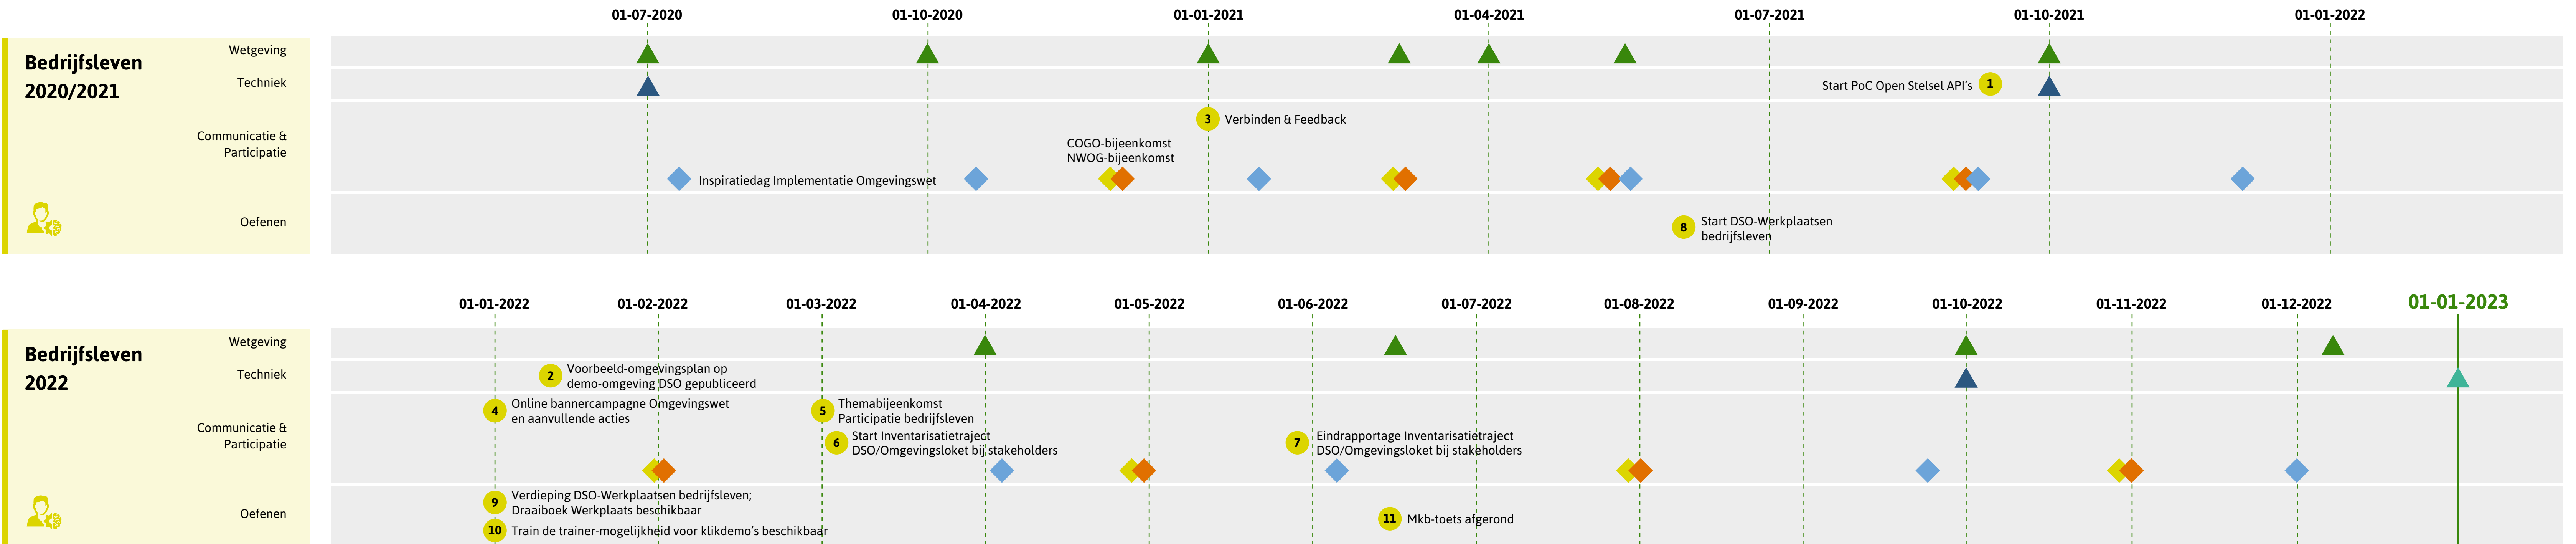 01-07-2020 01-10-2020 01-01-2021 01-04-2021 01-07-2021 01-10-2021 01-01-2022
Bedrijfsleven
2020/2021
Wetgeving
Techniek
Start PoC Open Stelsel API's 1
Communicatie &
Participatie
3 Verbinden & Feedback
COGO-bijeenkomst
NWOG-bijeenkomst
Inspiratiedag Implementatie Omgevingswet
Oefenen
8 Start DSO-Werkplaatsen
bedrijfsleven
01-01-2022 01-02-2022 01-03-2022 01-04-2022 01-05-2022 01-06-2022 01-07-2022 01-08-2022 01-09-2022 01-10-2022 01-11-2022 01-12-2022 01-01-2023
Bedrijfsleven
2022
Wetgeving
Techniek
2 Voorbeeld-omgevingsplan op
demo-omgeving DSO gepubliceerd
Communicatie &
Participatie
4 Online bannercampagne Omgevingswet
en aanvullende acties
5 Themabijeenkomst
Participatie bedrijfsleven
6 Start Inventarisatietraject
DSO/Omgevingsloket bij stakeholders
7 Eindrapportage Inventarisatietraject
DSO/Omgevingsloket bij stakeholders
Oefenen
9 Verdieping DSO-Werkplaatsen bedrijfsleven;
Draaiboek Werkplaats beschikbaar
10 Train de trainer-mogelijkheid voor klikdemo's beschikbaar
11 Mkb-toets afgerond